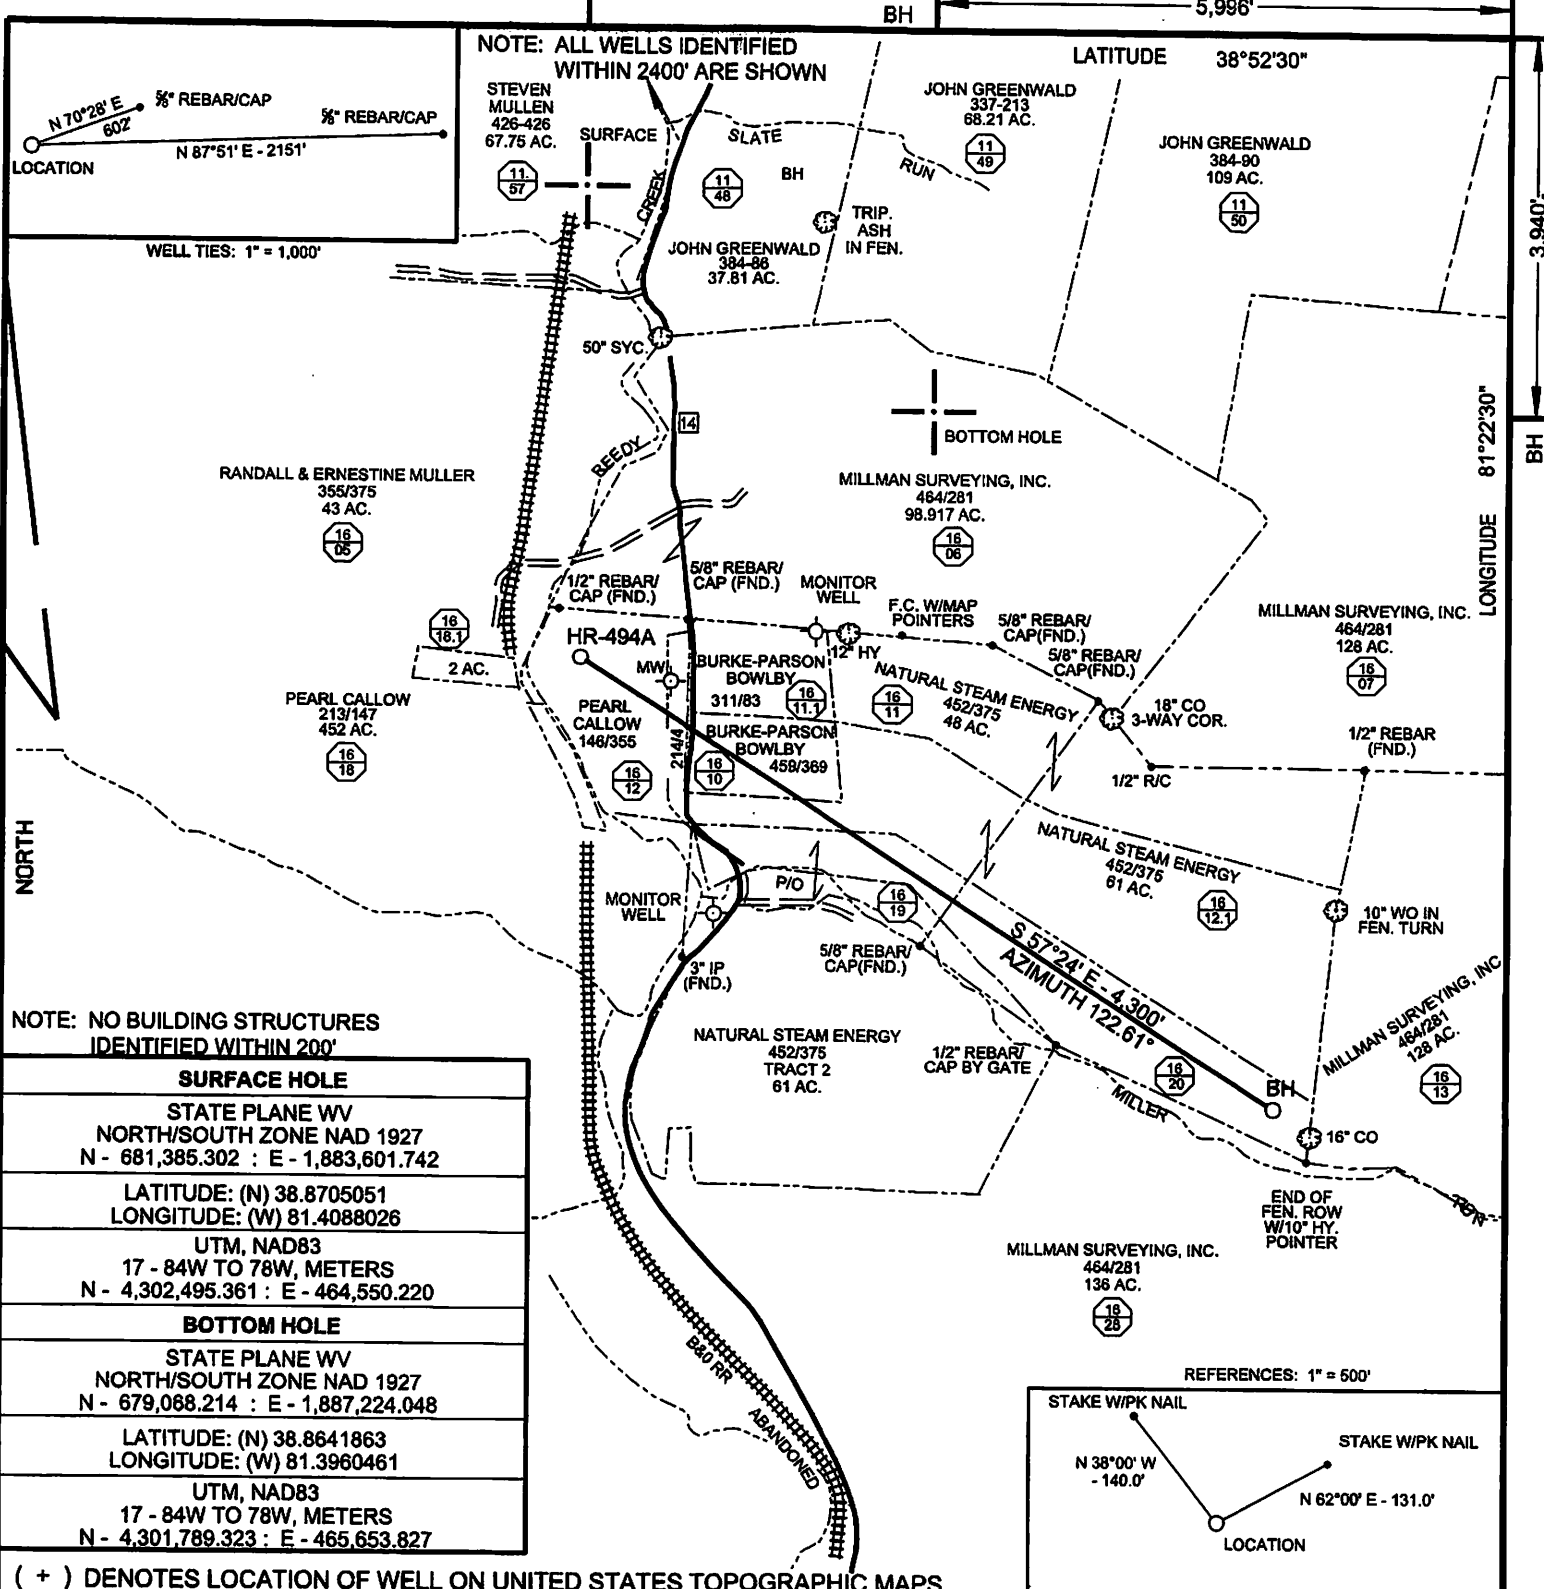 BH
5,996'
NOTE: ALL WELLS IDENTIFIED
WITHIN 2400' ARE SHOWN
LATITUDE 38°52'30"
3,940'
BH
LONGITUDE 81°22'30"
N 70°28' E
602'
⅝" REBAR/CAP
⅝" REBAR/CAP
N 87°51' E - 2151'
LOCATION
WELL TIES: 1" = 1,000'
STEVEN
MULLEN
426-426
67.75 AC.
11
57
SURFACE
CREEK
SLATE
RUN
11
48
BH
JOHN GREENWALD
384-86
37.81 AC.
TRIP.
ASH
IN FEN.
JOHN GREENWALD
337-213
68.21 AC.
11
49
JOHN GREENWALD
384-90
109 AC.
11
50
50" SYC.
14
REEDY
BOTTOM HOLE
RANDALL & ERNESTINE MULLER
355/375
43 AC.
16
05
MILLMAN SURVEYING, INC.
464/281
98.917 AC.
16
06
1/2" REBAR/
CAP (FND.)
5/8" REBAR/
CAP (FND.)
MONITOR
WELL
F.C. W/MAP
POINTERS
5/8" REBAR/
CAP(FND.)
5/8" REBAR/
CAP(FND.)
MILLMAN SURVEYING, INC.
464/281
128 AC.
16
07
16
18.1
2 AC.
HR-494A
MW
12" HY
BURKE-PARSON
BOWLBY
311/83
16
11.1
16
11
NATURAL STEAM ENERGY
452/375
48 AC.
18" CO
3-WAY COR.
1/2" REBAR
(FND.)
1/2" R/C
PEARL CALLOW
213/147
452 AC.
16
18
PEARL
CALLOW
146/355
16
12
214/4
BURKE-PARSON
BOWLBY
459/369
16
10
NORTH
NATURAL STEAM ENERGY
452/375
61 AC.
16
12.1
10" WO IN
FEN. TURN
P/O
16
19
MONITOR
WELL
3" IP
(FND.)
5/8" REBAR/
CAP(FND.)
S 57°24' E - 4,300'
AZIMUTH 122.61°
MILLMAN SURVEYING, INC
464/281
128 AC.
16
13
NATURAL STEAM ENERGY
452/375
TRACT 2
61 AC.
1/2" REBAR/
CAP BY GATE
16
20
BH
MILLER
RUN
16" CO
END OF
FEN. ROW
W/10" HY.
POINTER
MILLMAN SURVEYING, INC.
464/281
136 AC.
16
28
B&O RR
ABANDONED
NOTE: NO BUILDING STRUCTURES
IDENTIFIED WITHIN 200'
SURFACE HOLE
STATE PLANE WV
NORTH/SOUTH ZONE NAD 1927
N - 681,385.302 : E - 1,883,601.742
LATITUDE: (N) 38.8705051
LONGITUDE: (W) 81.4088026
UTM, NAD83
17 - 84W TO 78W, METERS
N - 4,302,495.361 : E - 464,550.220
BOTTOM HOLE
STATE PLANE WV
NORTH/SOUTH ZONE NAD 1927
N - 679,068.214 : E - 1,887,224.048
LATITUDE: (N) 38.8641863
LONGITUDE: (W) 81.3960461
UTM, NAD83
17 - 84W TO 78W, METERS
N - 4,301,789.323 : E - 465,653.827
REFERENCES: 1" = 500'
STAKE W/PK NAIL
N 38°00' W
- 140.0'
STAKE W/PK NAIL
N 62°00' E - 131.0'
LOCATION
( + ) DENOTES LOCATION OF WELL ON UNITED STATES TOPOGRAPHIC MAPS